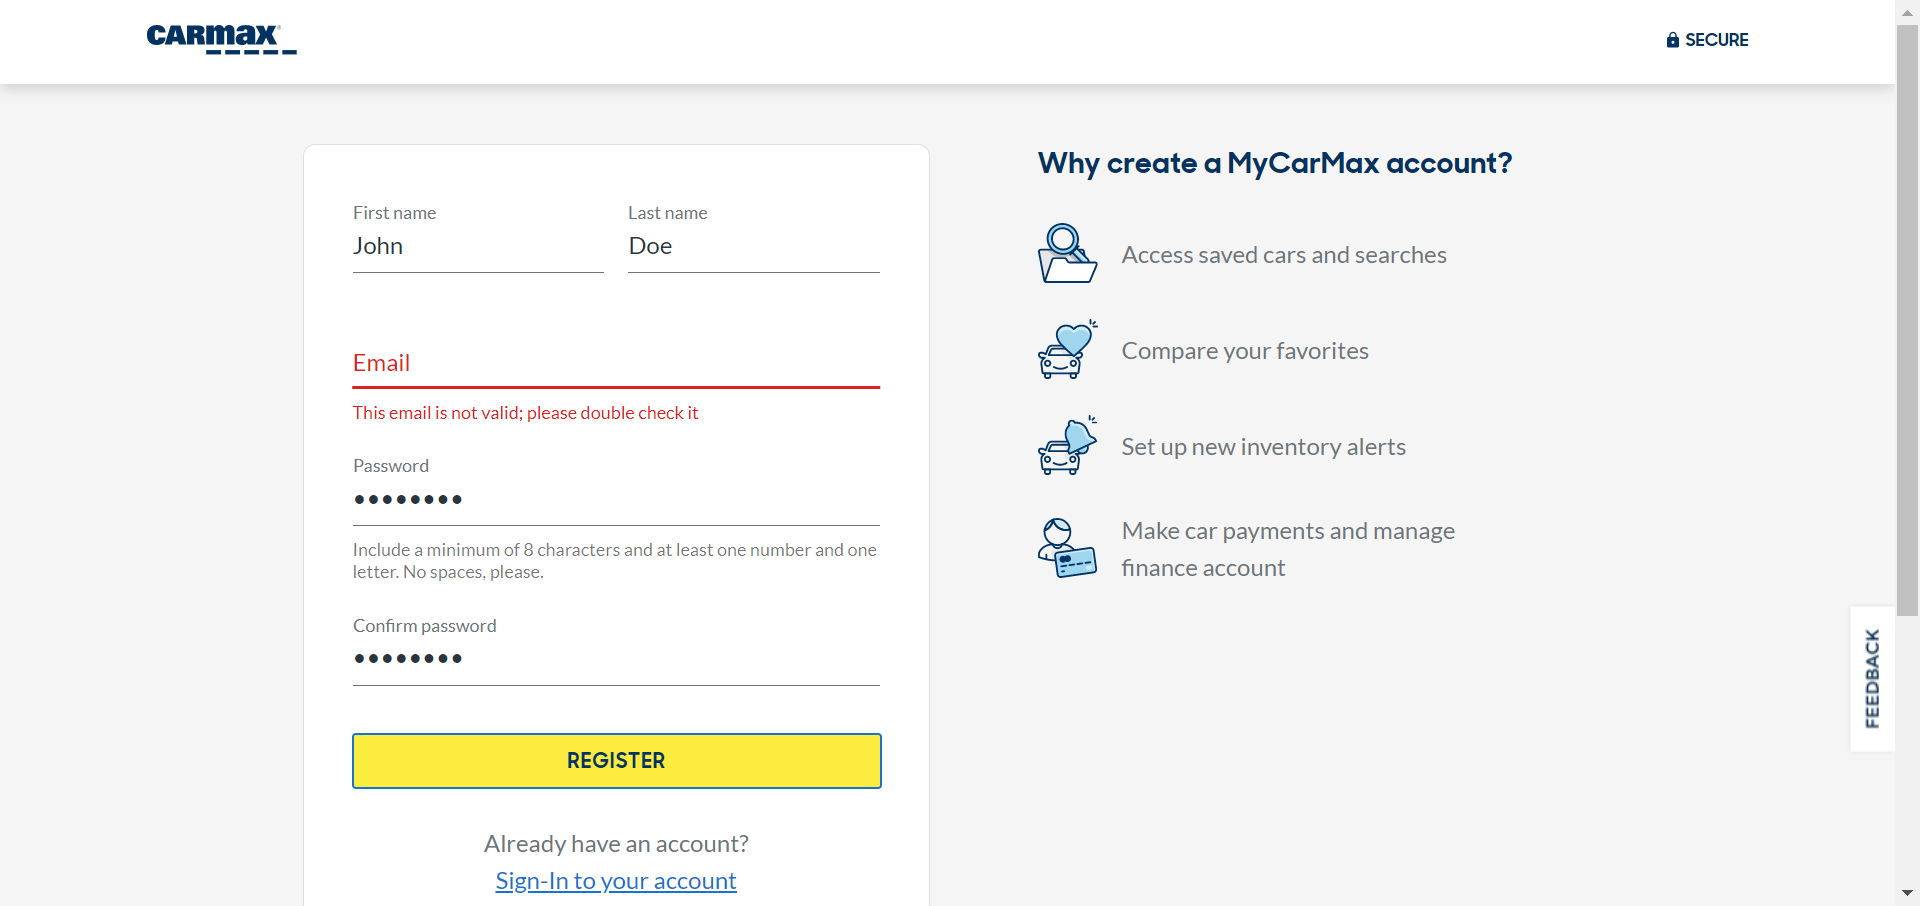 CARMAX
SECURE
First name
John
Last name
Doe
Email
This email is not valid; please double check it
Password
••••••••
Include a minimum of 8 characters and at least one number and one
letter. No spaces, please.
Confirm password
••••••••
REGISTER
Already have an account?
Sign-In to your account
Why create a MyCarMax account?
Access saved cars and searches
Compare your favorites
Set up new inventory alerts
Make car payments and manage
finance account
FEEDBACK